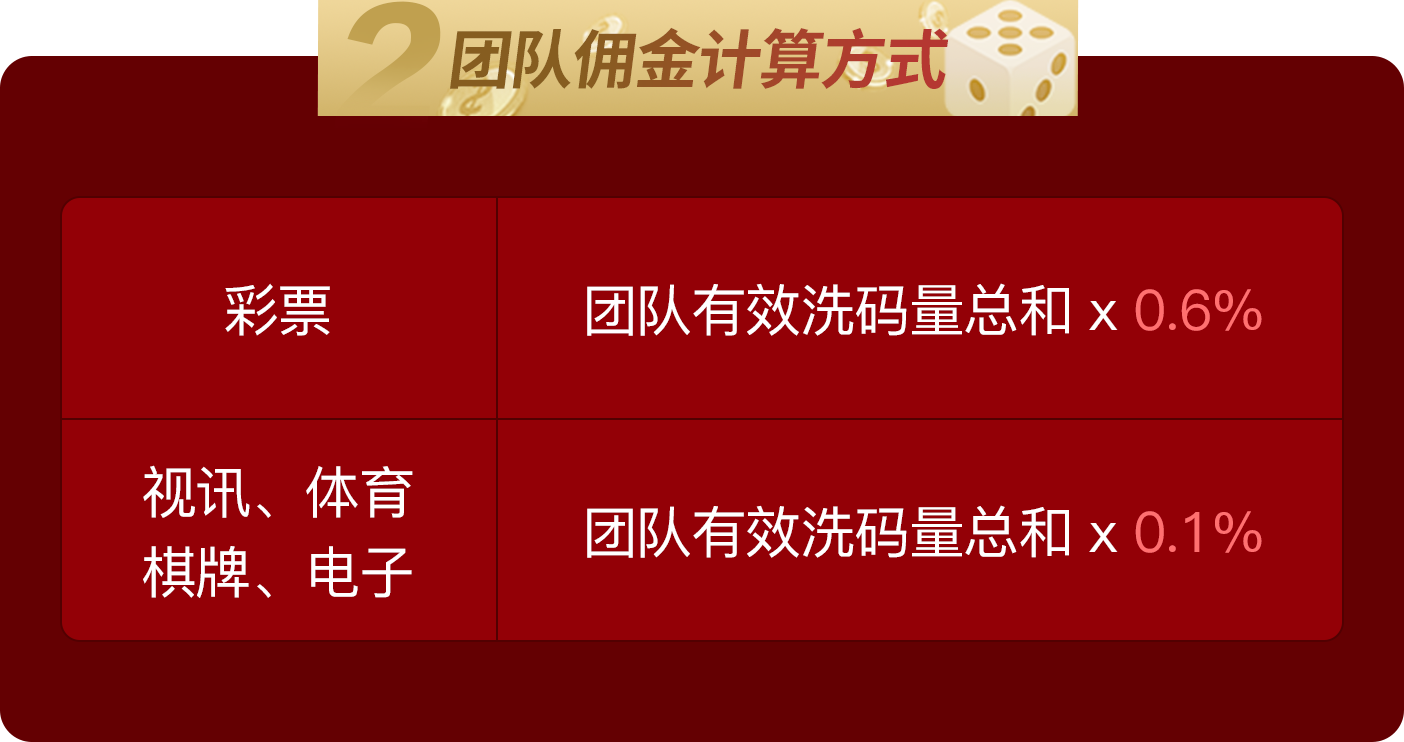 2 团队佣金计算方式
彩票
团队有效洗码量总和 x 0.6%
视讯、体育
棋牌、电子
团队有效洗码量总和 x 0.1%